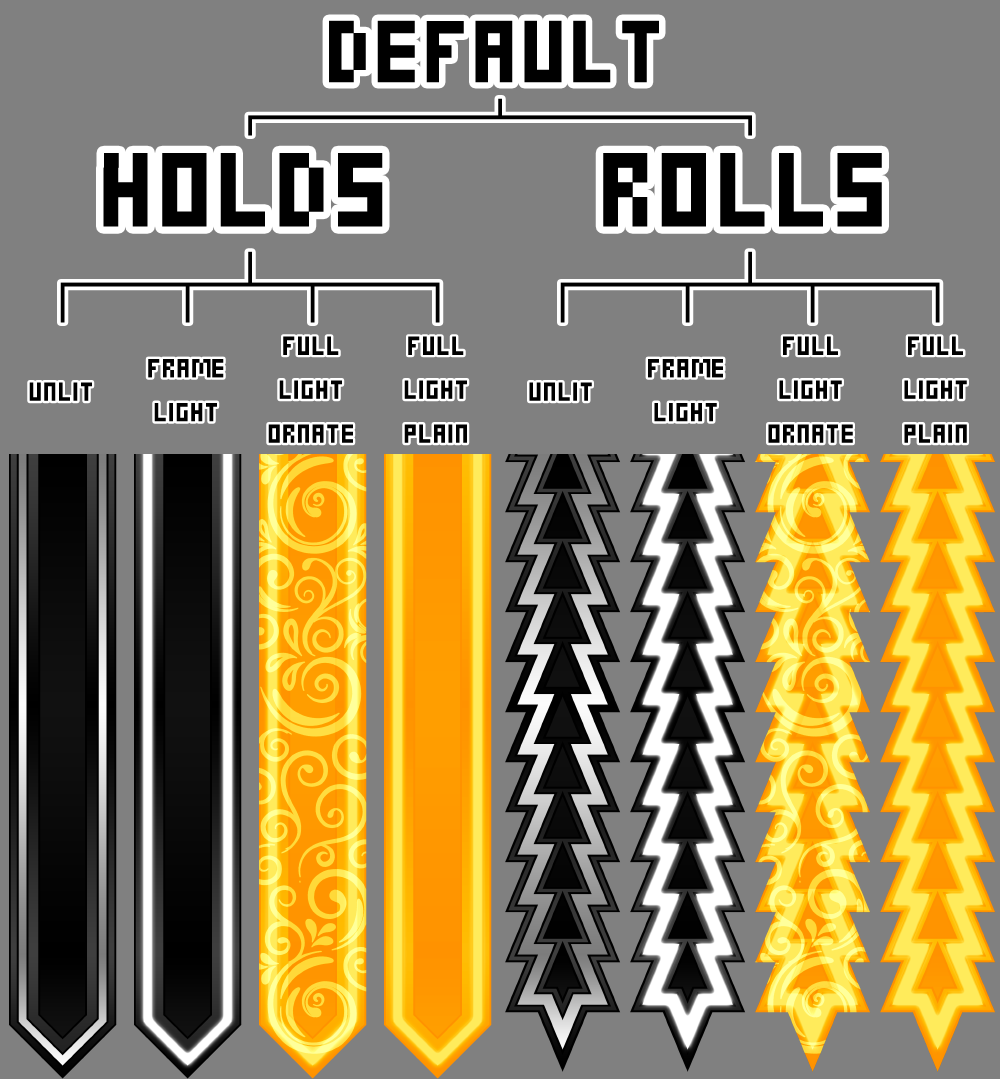 DEFAULT
HOLDS
ROLLS
UNLIT
FRAME
LIGHT
FULL
LIGHT
ORNATE
FULL
LIGHT
PLAIN
UNLIT
FRAME
LIGHT
FULL
LIGHT
ORNATE
FULL
LIGHT
PLAIN